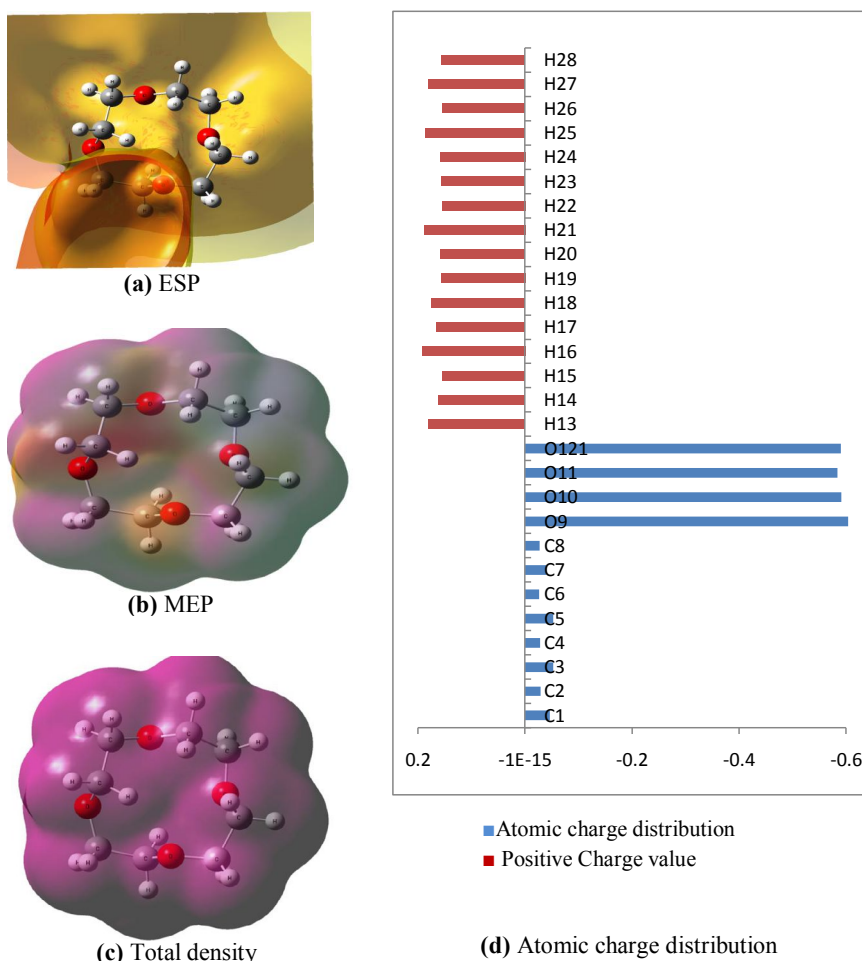 (a) ESP
(b) MEP
(c) Total density
H28
H27
H26
H25
H24
H23
H22
H21
H20
H19
H18
H17
H16
H15
H14
H13
O121
O11
O10
O9
C8
C7
C6
C5
C4
C3
C2
C1
0.2 -1E-15 -0.2 -0.4 -0.6
Atomic charge distribution
Positive Charge value
(d) Atomic charge distribution